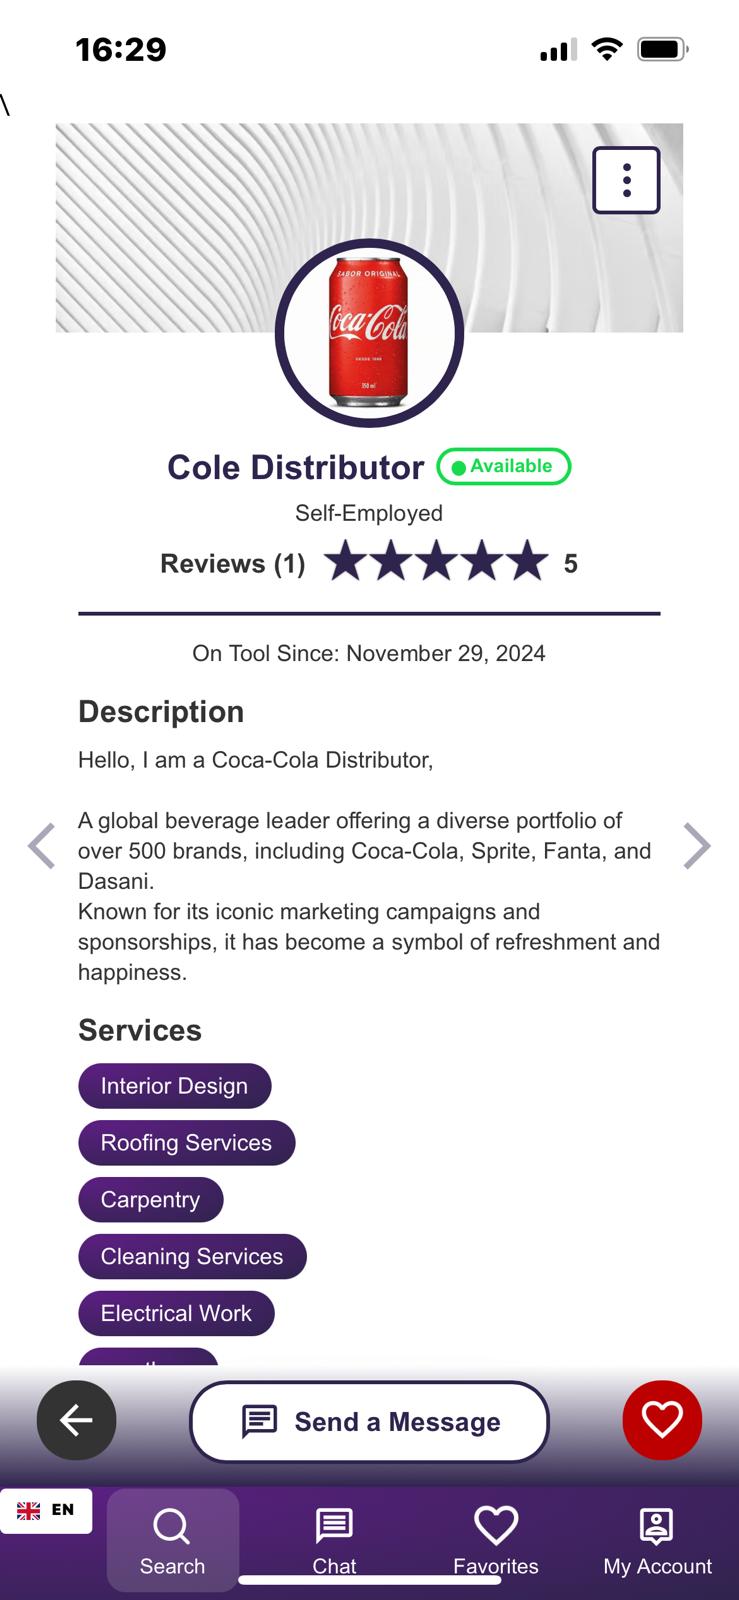 16:29
\
SABOR ORIGINAL
Coca-Cola
DESDE 1886
350 ml
Cole Distributor
Available
Self-Employed
Reviews (1) 5
On Tool Since: November 29, 2024
Description
Hello, I am a Coca-Cola Distributor,
A global beverage leader offering a diverse portfolio of
over 500 brands, including Coca-Cola, Sprite, Fanta, and
Dasani.
Known for its iconic marketing campaigns and
sponsorships, it has become a symbol of refreshment and
happiness.
Services
Interior Design
Roofing Services
Carpentry
Cleaning Services
Electrical Work
Send a Message
EN
Search
Chat
Favorites
My Account